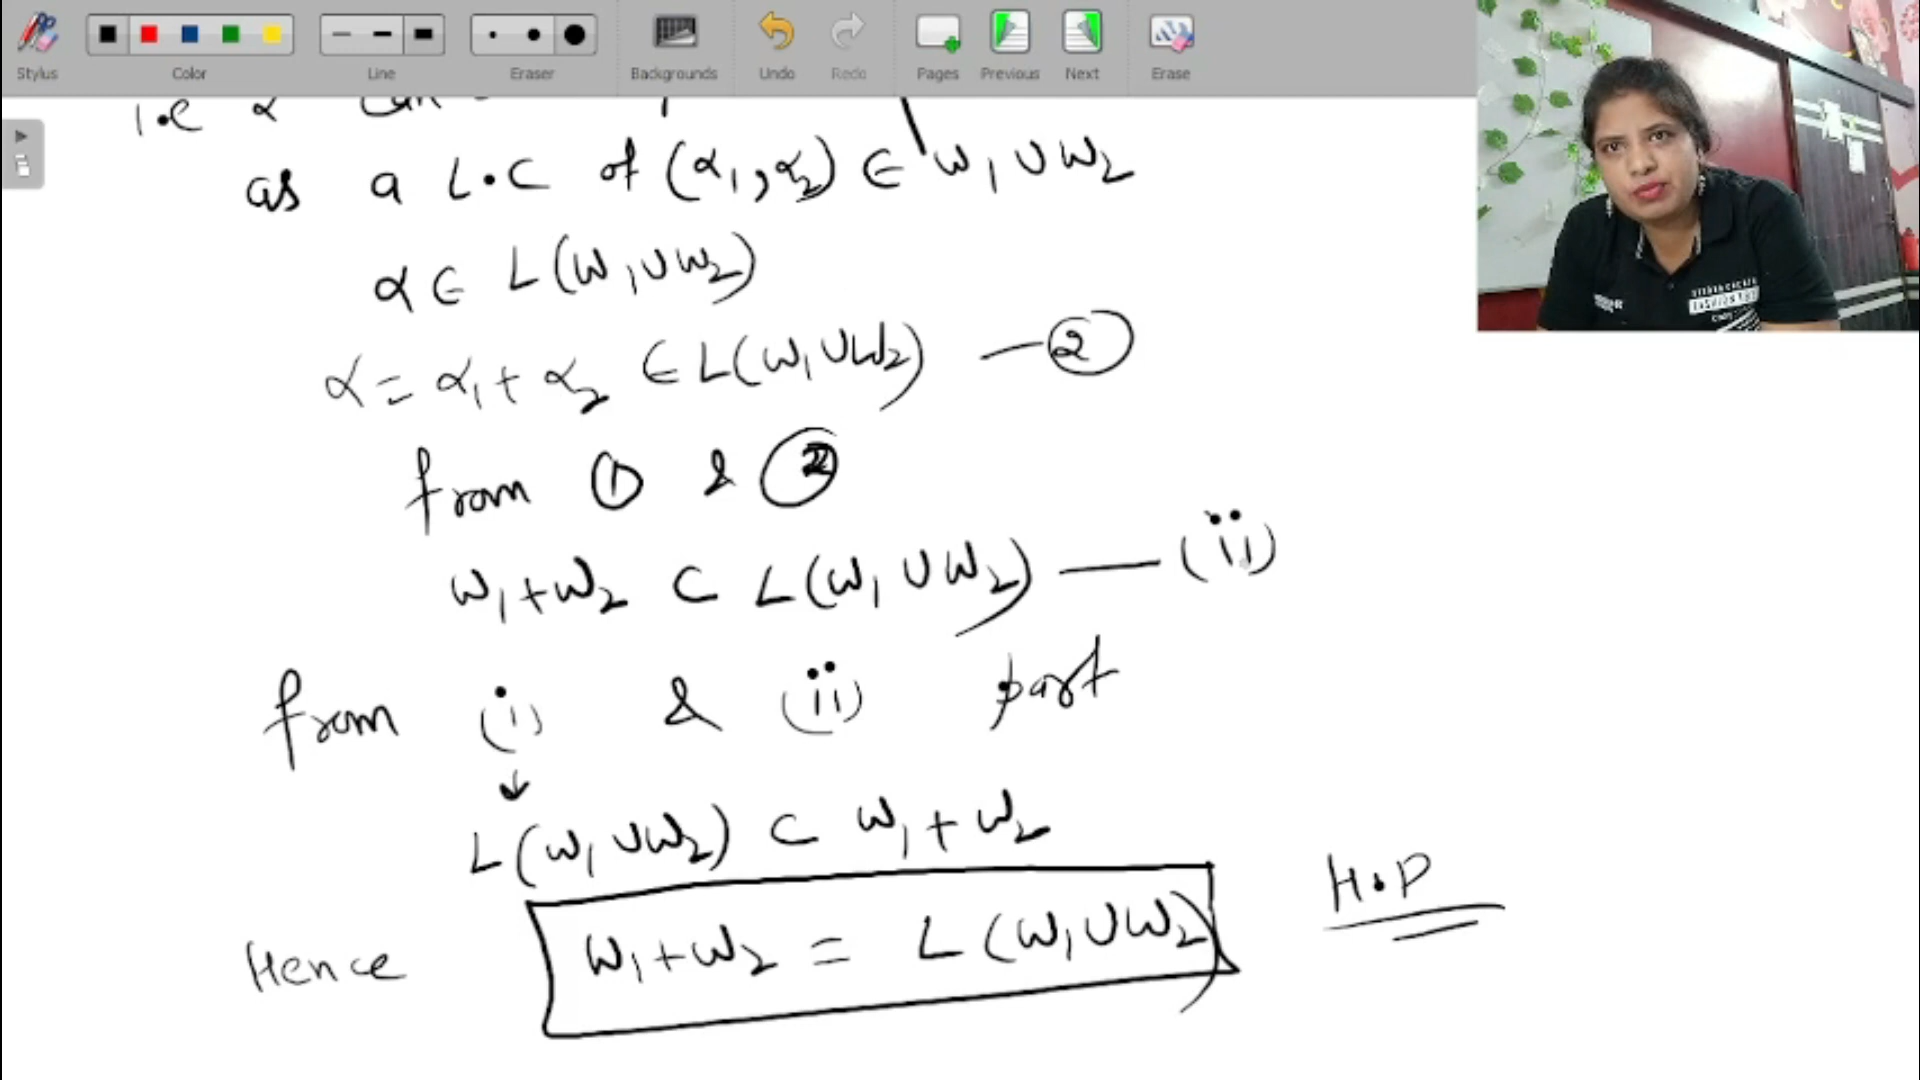 Stylus Color Line Eraser Backgrounds Undo Redo Pages Previous Next Erase
i.e α can
as a L.C of (α₁, α₂) ∈ W₁ ∪ W₂
α ∈ L(W₁ ∪ W₂)
α = α₁ + α₂ ∈ L(W₁ ∪ W₂) — ②
from ① & ②
W₁ + W₂ ⊂ L(W₁ ∪ W₂) — (ii)
from (i) & (ii) part
↓
L(W₁ ∪ W₂) ⊂ W₁ + W₂
Hence W₁ + W₂ = L(W₁ ∪ W₂) H.P